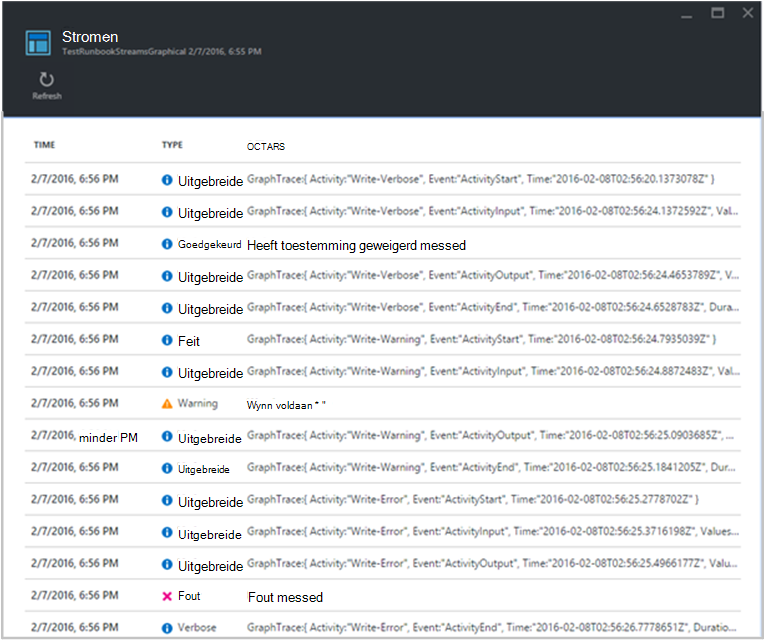 Stromen
TestRunbookStreamsGraphical 2/7/2016, 6:55 PM
Refresh
TIME TYPE OCTARS
2/7/2016, 6:56 PM Uitgebreide GraphTrace:{ Activity:"Write-Verbose", Event:"ActivityStart", Time:"2016-02-08T02:56:20.1373078Z" }
2/7/2016, 6:56 PM Uitgebreide GraphTrace:{ Activity:"Write-Verbose", Event:"ActivityInput", Time:"2016-02-08T02:56:24.1372592Z", Val...
2/7/2016, 6:56 PM Goedgekeurd Heeft toestemming geweigerd messed
2/7/2016, 6:56 PM Uitgebreide GraphTrace:{ Activity:"Write-Verbose", Event:"ActivityOutput", Time:"2016-02-08T02:56:24.4653789Z", V...
2/7/2016, 6:56 PM Uitgebreide GraphTrace:{ Activity:"Write-Verbose", Event:"ActivityEnd", Time:"2016-02-08T02:56:24.6528783Z", Dura...
2/7/2016, 6:56 PM Feit GraphTrace:{ Activity:"Write-Warning", Event:"ActivityStart", Time:"2016-02-08T02:56:24.7935039Z" }
2/7/2016, 6:56 PM Uitgebreide GraphTrace:{ Activity:"Write-Warning", Event:"ActivityInput", Time:"2016-02-08T02:56:24.8872483Z", Val...
2/7/2016, 6:56 PM Warning Wynn voldaan * "
2/7/2016, minder PM Uitgebreide GraphTrace:{ Activity:"Write-Warning", Event:"ActivityOutput", Time:"2016-02-08T02:56:25.0903685Z", ...
2/7/2016, 6:56 PM Uitgebreide GraphTrace:{ Activity:"Write-Warning", Event:"ActivityEnd", Time:"2016-02-08T02:56:25.1841205Z", Dur...
2/7/2016, 6:56 PM Uitgebreide GraphTrace:{ Activity:"Write-Error", Event:"ActivityStart", Time:"2016-02-08T02:56:25.2778702Z" }
2/7/2016, 6:56 PM Uitgebreide GraphTrace:{ Activity:"Write-Error", Event:"ActivityInput", Time:"2016-02-08T02:56:25.3716198Z", Values...
2/7/2016, 6:56 PM Uitgebreide GraphTrace:{ Activity:"Write-Error", Event:"ActivityOutput", Time:"2016-02-08T02:56:25.4966177Z", Valu...
2/7/2016, 6:56 PM Fout Fout messed
2/7/2016, 6:56 PM Verbose GraphTrace:{ Activity:"Write-Error", Event:"ActivityEnd", Time:"2016-02-08T02:56:26.7778651Z", Duratio...